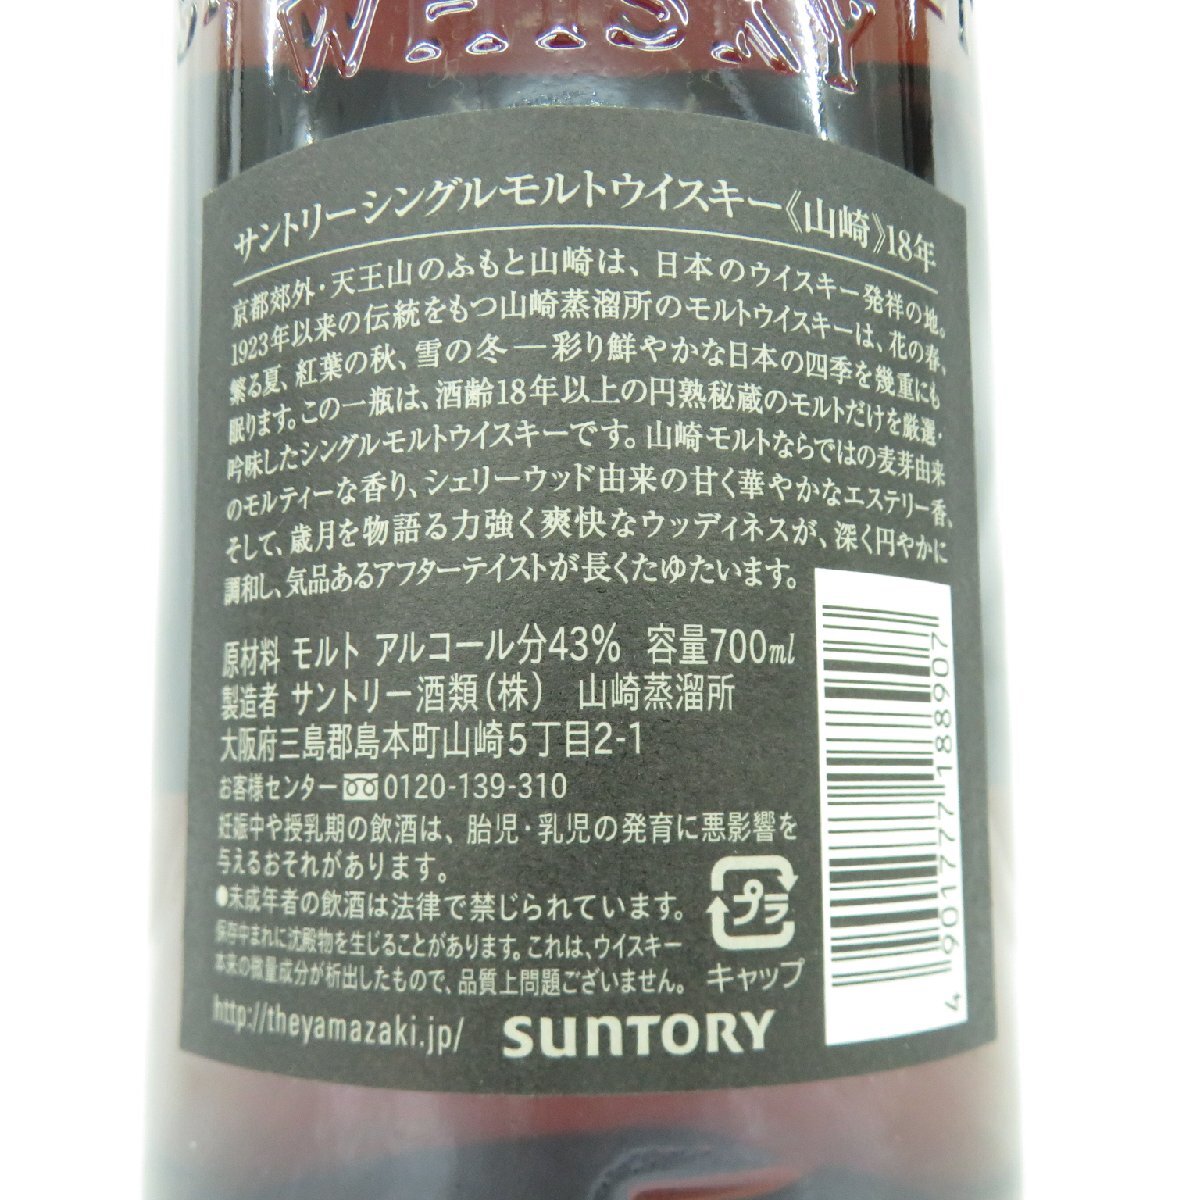 WHISKY
サントリーシングルモルトウイスキー《山崎》18年
京都郊外・天王山のふもと山崎は、日本のウイスキー発祥の地。
1923年以来の伝統をもつ山崎蒸溜所のモルトウイスキーは、花の春、
繁る夏、紅葉の秋、雪の冬―彩り鮮やかな日本の四季を幾重にも
眠ります。この一瓶は、酒齢18年以上の円熟秘蔵のモルトだけを厳選・
吟味したシングルモルトウイスキーです。山崎モルトならではの麦芽由来
のモルティーな香り、シェリーウッド由来の甘く華やかなエステリー香、
そして、歳月を物語る力強く爽快なウッディネスが、深く円やかに
調和し、気品あるアフターテイストが長くたゆたいます。
原材料 モルト アルコール分43% 容量700ml
製造者 サントリー酒類(株) 山崎蒸溜所
大阪府三島郡島本町山崎5丁目2-1
お客様センター 0120-139-310
妊娠中や授乳期の飲酒は、胎児・乳児の発育に悪影響を
与えるおそれがあります。
●未成年者の飲酒は法律で禁じられています。
保存中まれに沈殿物を生じることがあります。これは、ウイスキー
本来の微量成分が析出したもので、品質上問題ございません。
プラ
キャップ
http://theyamazaki.jp/
SUNTORY
4 901777 188907